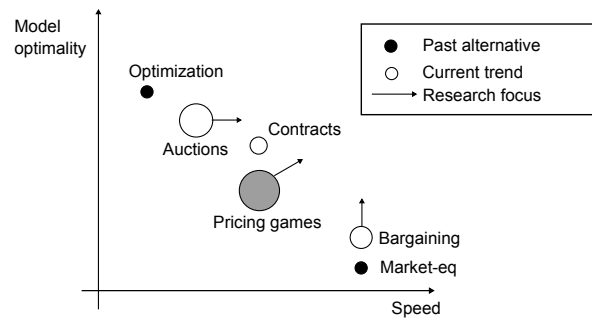 Model
optimality
Past alternative
Current trend
Research focus
Optimization
Auctions
Contracts
Pricing games
Bargaining
Market-eq
Speed